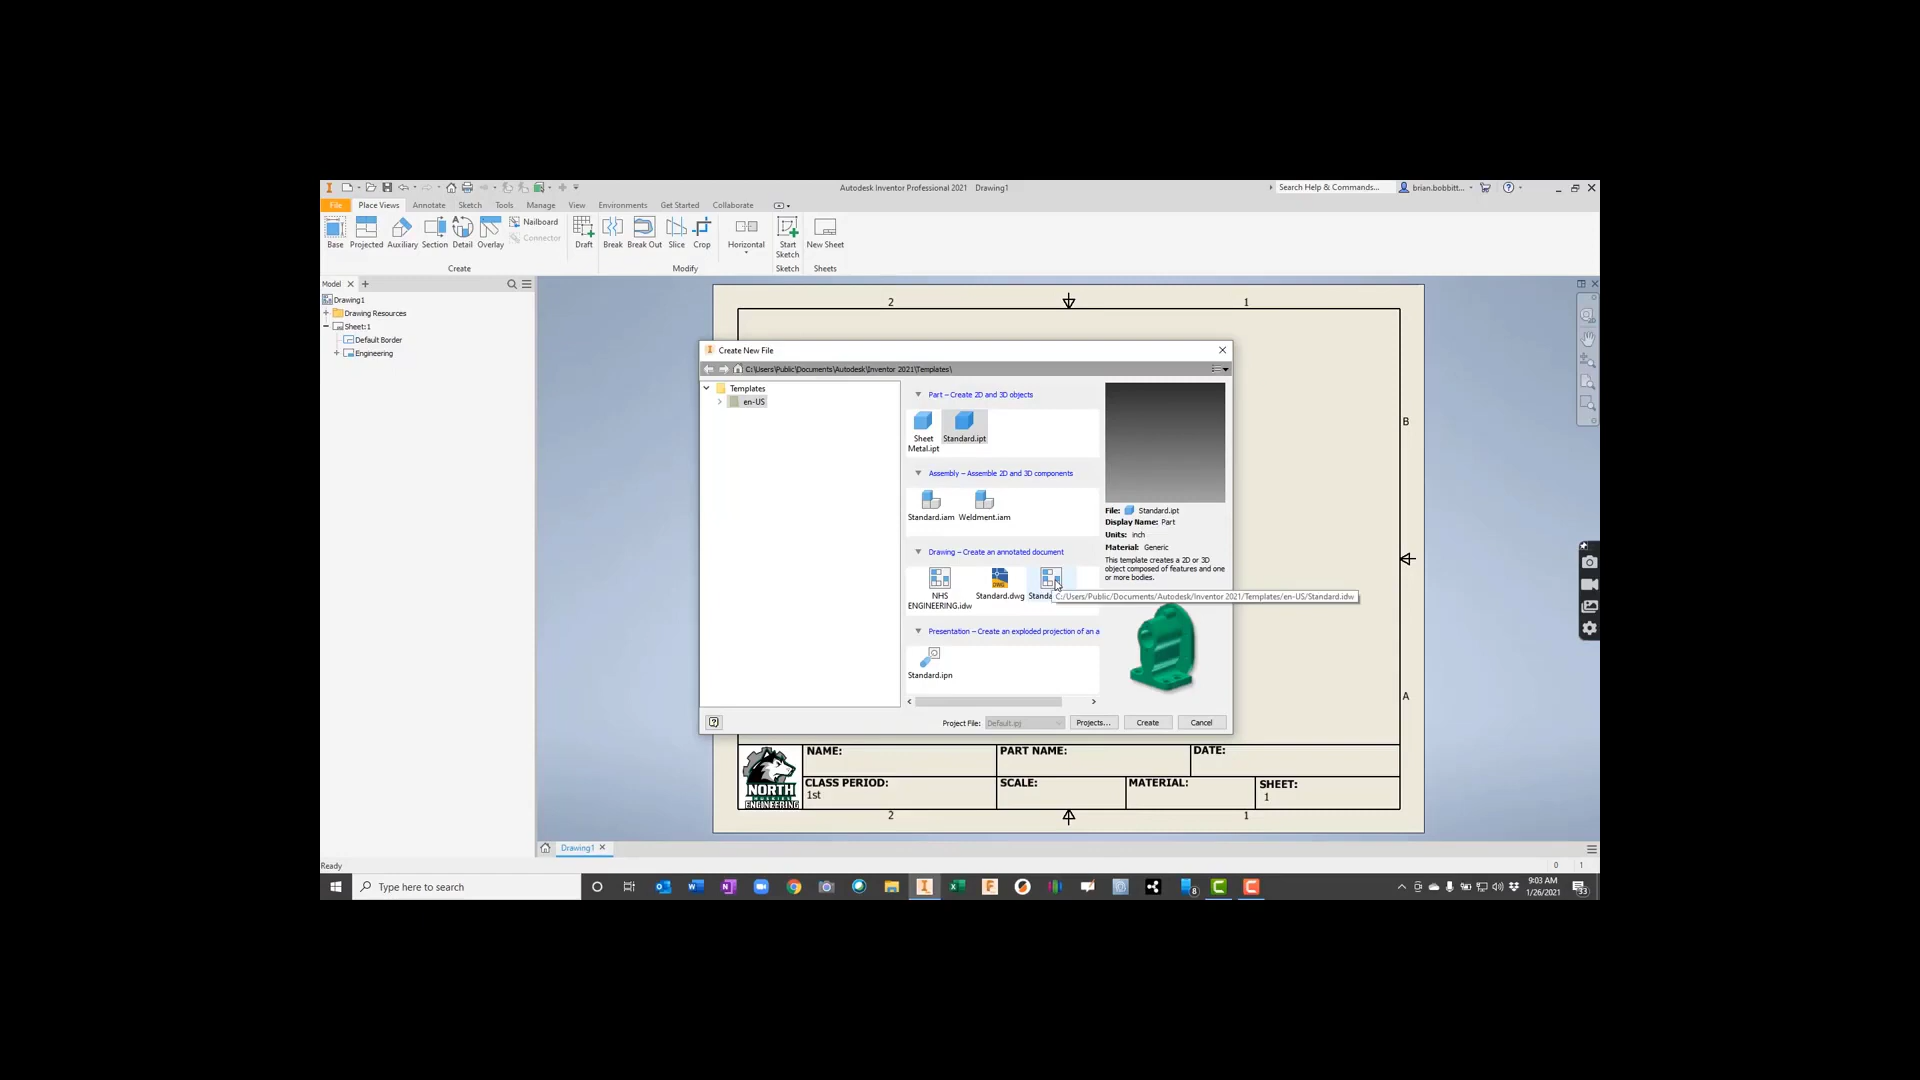 Autodesk Inventor Professional 2021 Drawing1
Search Help & Commands...
brian.bobbitt...
File Place Views Annotate Sketch Tools Manage View Environments Get Started Collaborate
Base Projected Auxiliary Section Detail Overlay
Nailboard
Connector
Draft Break Break Out Slice Crop Horizontal
Start
Sketch
New Sheet
Create Modify Sketch Sheets
Model
Drawing1
Drawing Resources
Sheet:1
Default Border
Engineering
2 1
B
A
Create New File
C:\Users\Public\Documents\Autodesk\Inventor 2021\Templates\
Templates
en-US
Part – Create 2D and 3D objects
Sheet
Metal.ipt
Standard.ipt
Assembly – Assemble 2D and 3D components
Standard.iam Weldment.iam
Drawing – Create an annotated document
DWG
NHS
ENGINEERING.idw
Standard.dwg Standa
C:/Users/Public/Documents/Autodesk/Inventor 2021/Templates/en-US/Standard.idw
Presentation – Create an exploded projection of an a
Standard.ipn
File: Standard.ipt
Display Name: Part
Units: inch
Material: Generic
This template creates a 2D or 3D
object composed of features and one
or more bodies.
Project File: Default.ipj Projects... Create Cancel
NAME: PART NAME: DATE:
CLASS PERIOD:
1st
SCALE: MATERIAL: SHEET:
1
NORTH
HUSKIES
ENGINEERING
2 1
Drawing1
Ready
0 1
Type here to search
8
9:03 AM
1/26/2021
33